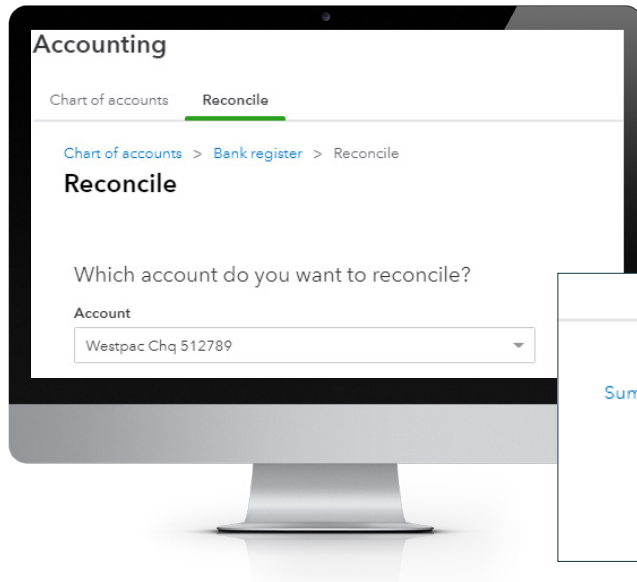 Accounting
Chart of accounts Reconcile
Chart of accounts > Bank register > Reconcile
Reconcile
Which account do you want to reconcile?
Account
Westpac Chq 512789